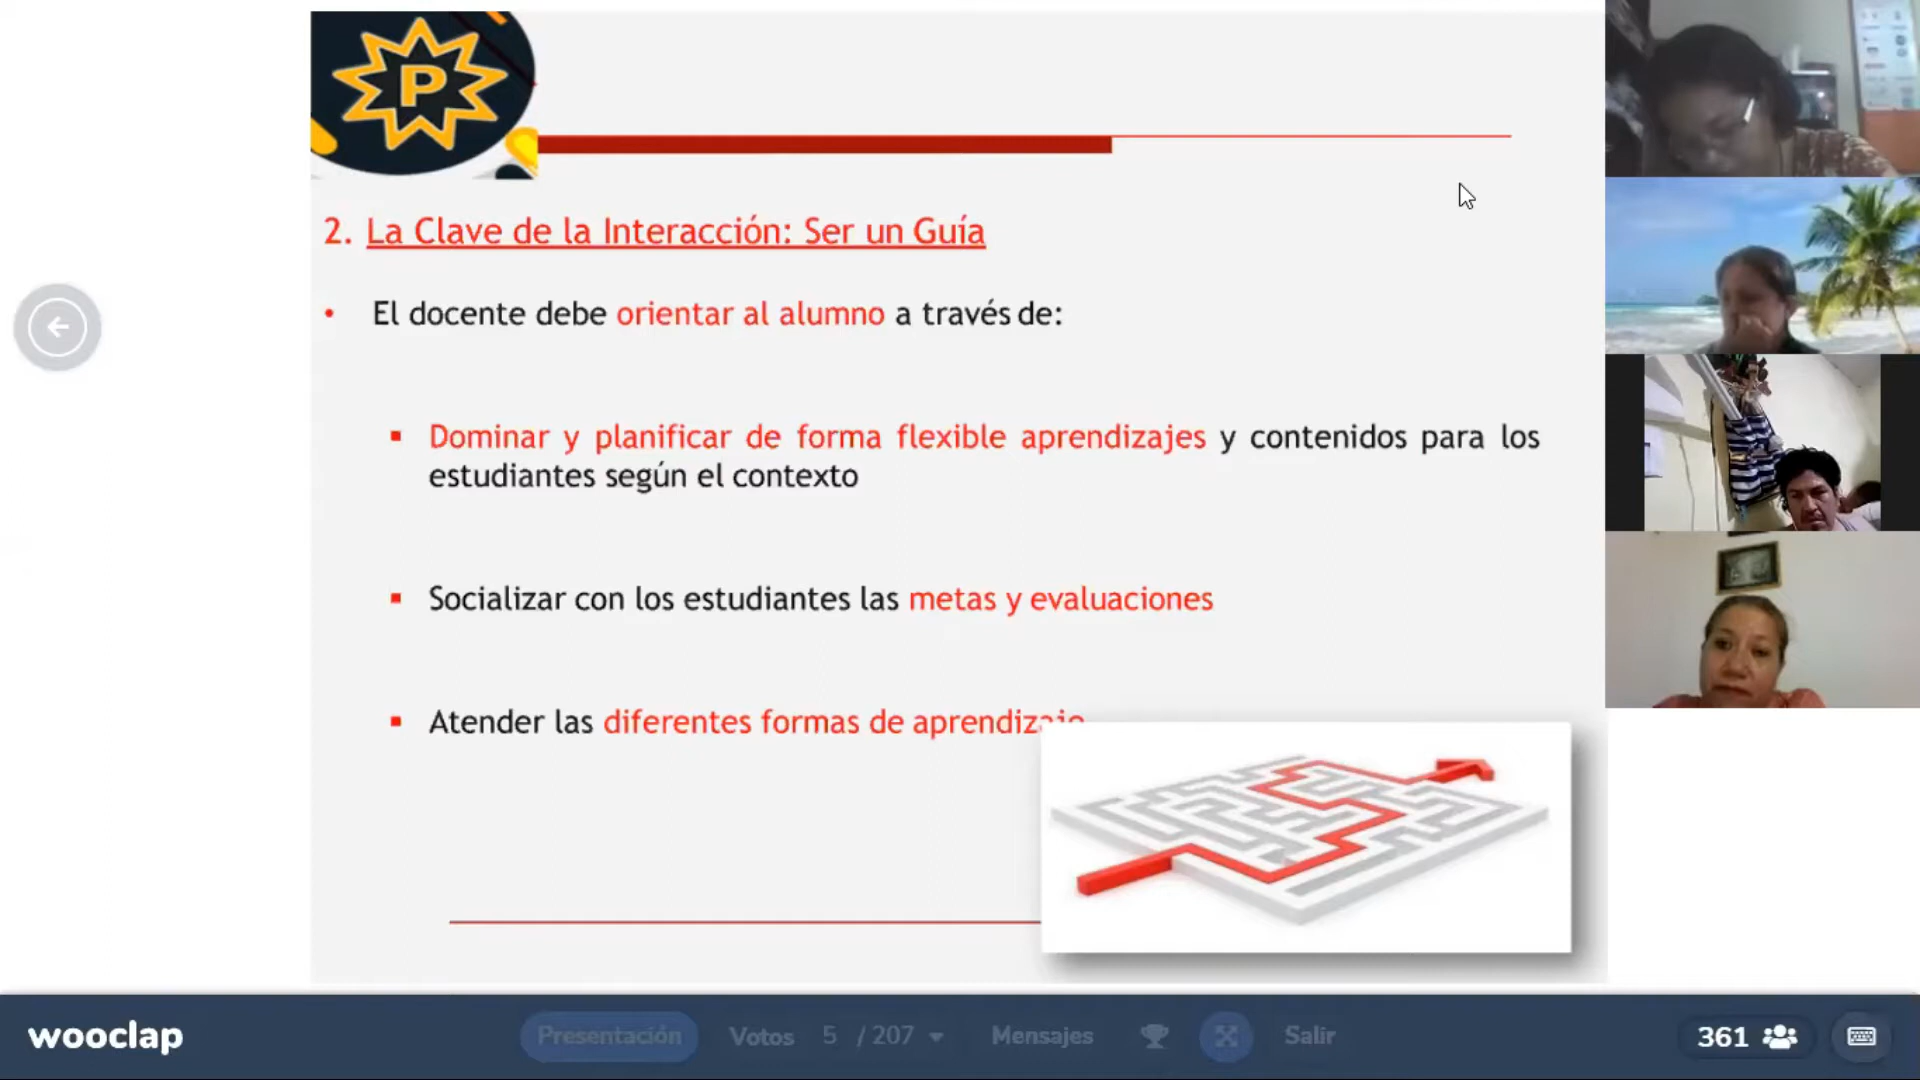 P
2. La Clave de la Interacción: Ser un Guía
• El docente debe orientar al alumno a través de:
▪ Dominar y planificar de forma flexible aprendizajes y contenidos para los
estudiantes según el contexto
▪ Socializar con los estudiantes las metas y evaluaciones
▪ Atender las diferentes formas de aprendizaje
wooclap
Presentación
Votos 5 / 207
Mensajes
Salir
361